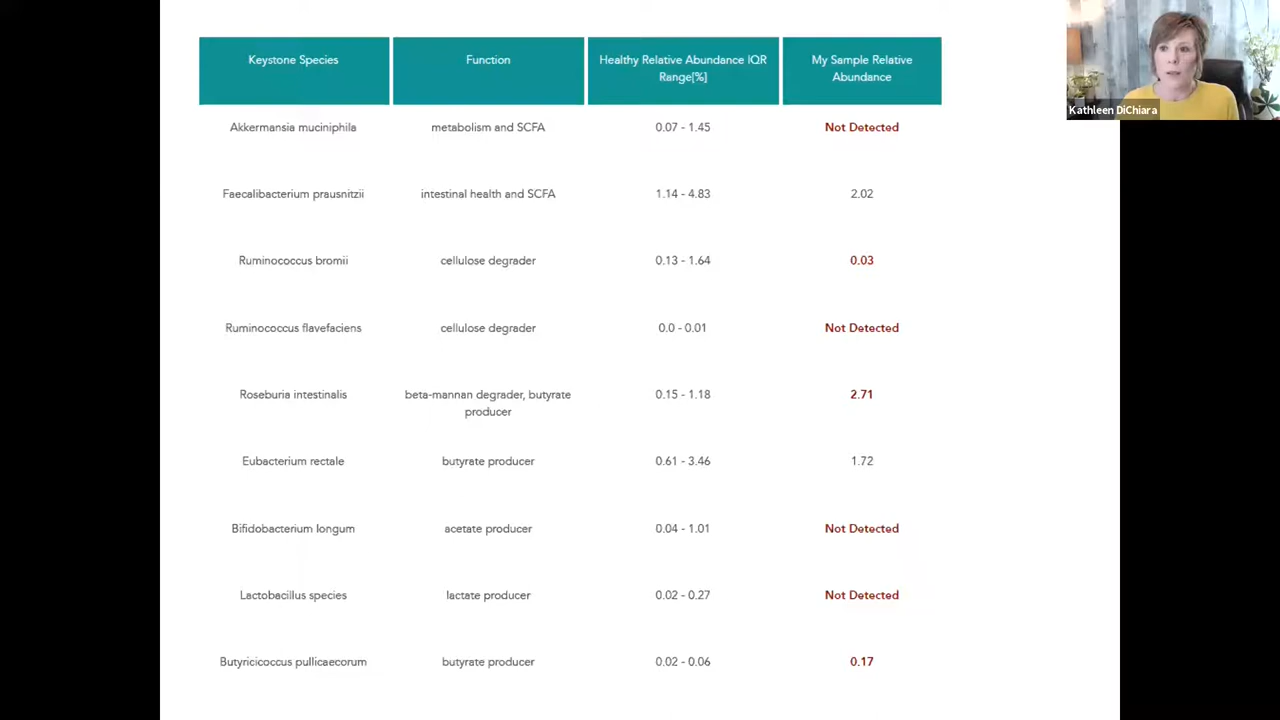 Keystone Species
Function
Healthy Relative Abundance IQR
Range[%]
My Sample Relative
Abundance
Akkermansia muciniphila
metabolism and SCFA
0.07 - 1.45
Not Detected
Faecalibacterium prausnitzii
intestinal health and SCFA
1.14 - 4.83
2.02
Ruminococcus bromii
cellulose degrader
0.13 - 1.64
0.03
Ruminococcus flavefaciens
cellulose degrader
0.0 - 0.01
Not Detected
Roseburia intestinalis
beta-mannan degrader, butyrate
producer
0.15 - 1.18
2.71
Eubacterium rectale
butyrate producer
0.61 - 3.46
1.72
Bifidobacterium longum
acetate producer
0.04 - 1.01
Not Detected
Lactobacillus species
lactate producer
0.02 - 0.27
Not Detected
Butyricicoccus pullicaecorum
butyrate producer
0.02 - 0.06
0.17
Kathleen DiChiara